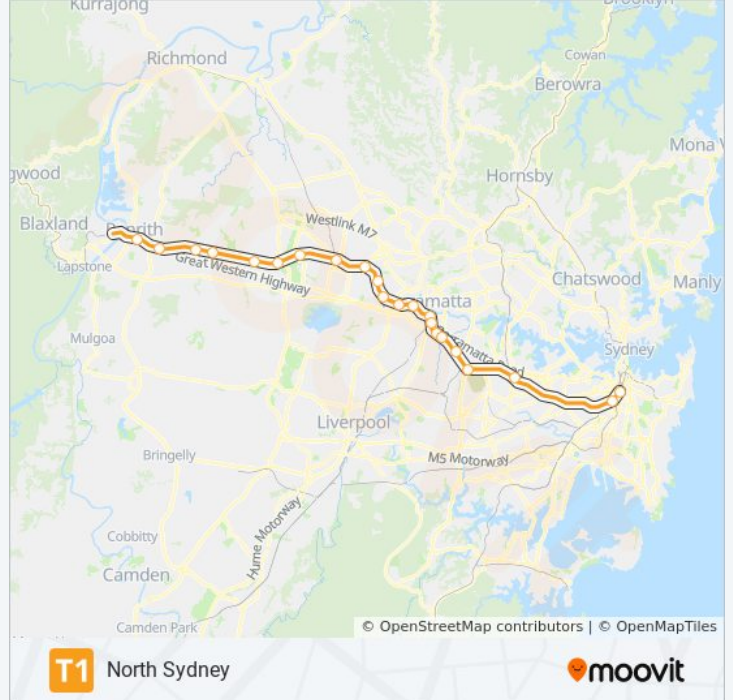 Kurrajong
Brooklyn
Richmond
Cowan
Berowra
Mona V
gwood
Hornsby
Blaxland
Penrith
Westlink M7
Lapstone
Great Western Highway
Chatswood
Manly
amatta
Mulgoa
Parramatta Road
Sydney
Liverpool
Bringelly
M5 Motorway
Hume Motorway
Cobbitty
Camden
Camden Park
© OpenStreetMap contributors | © OpenMapTiles
T1 North Sydney moovit